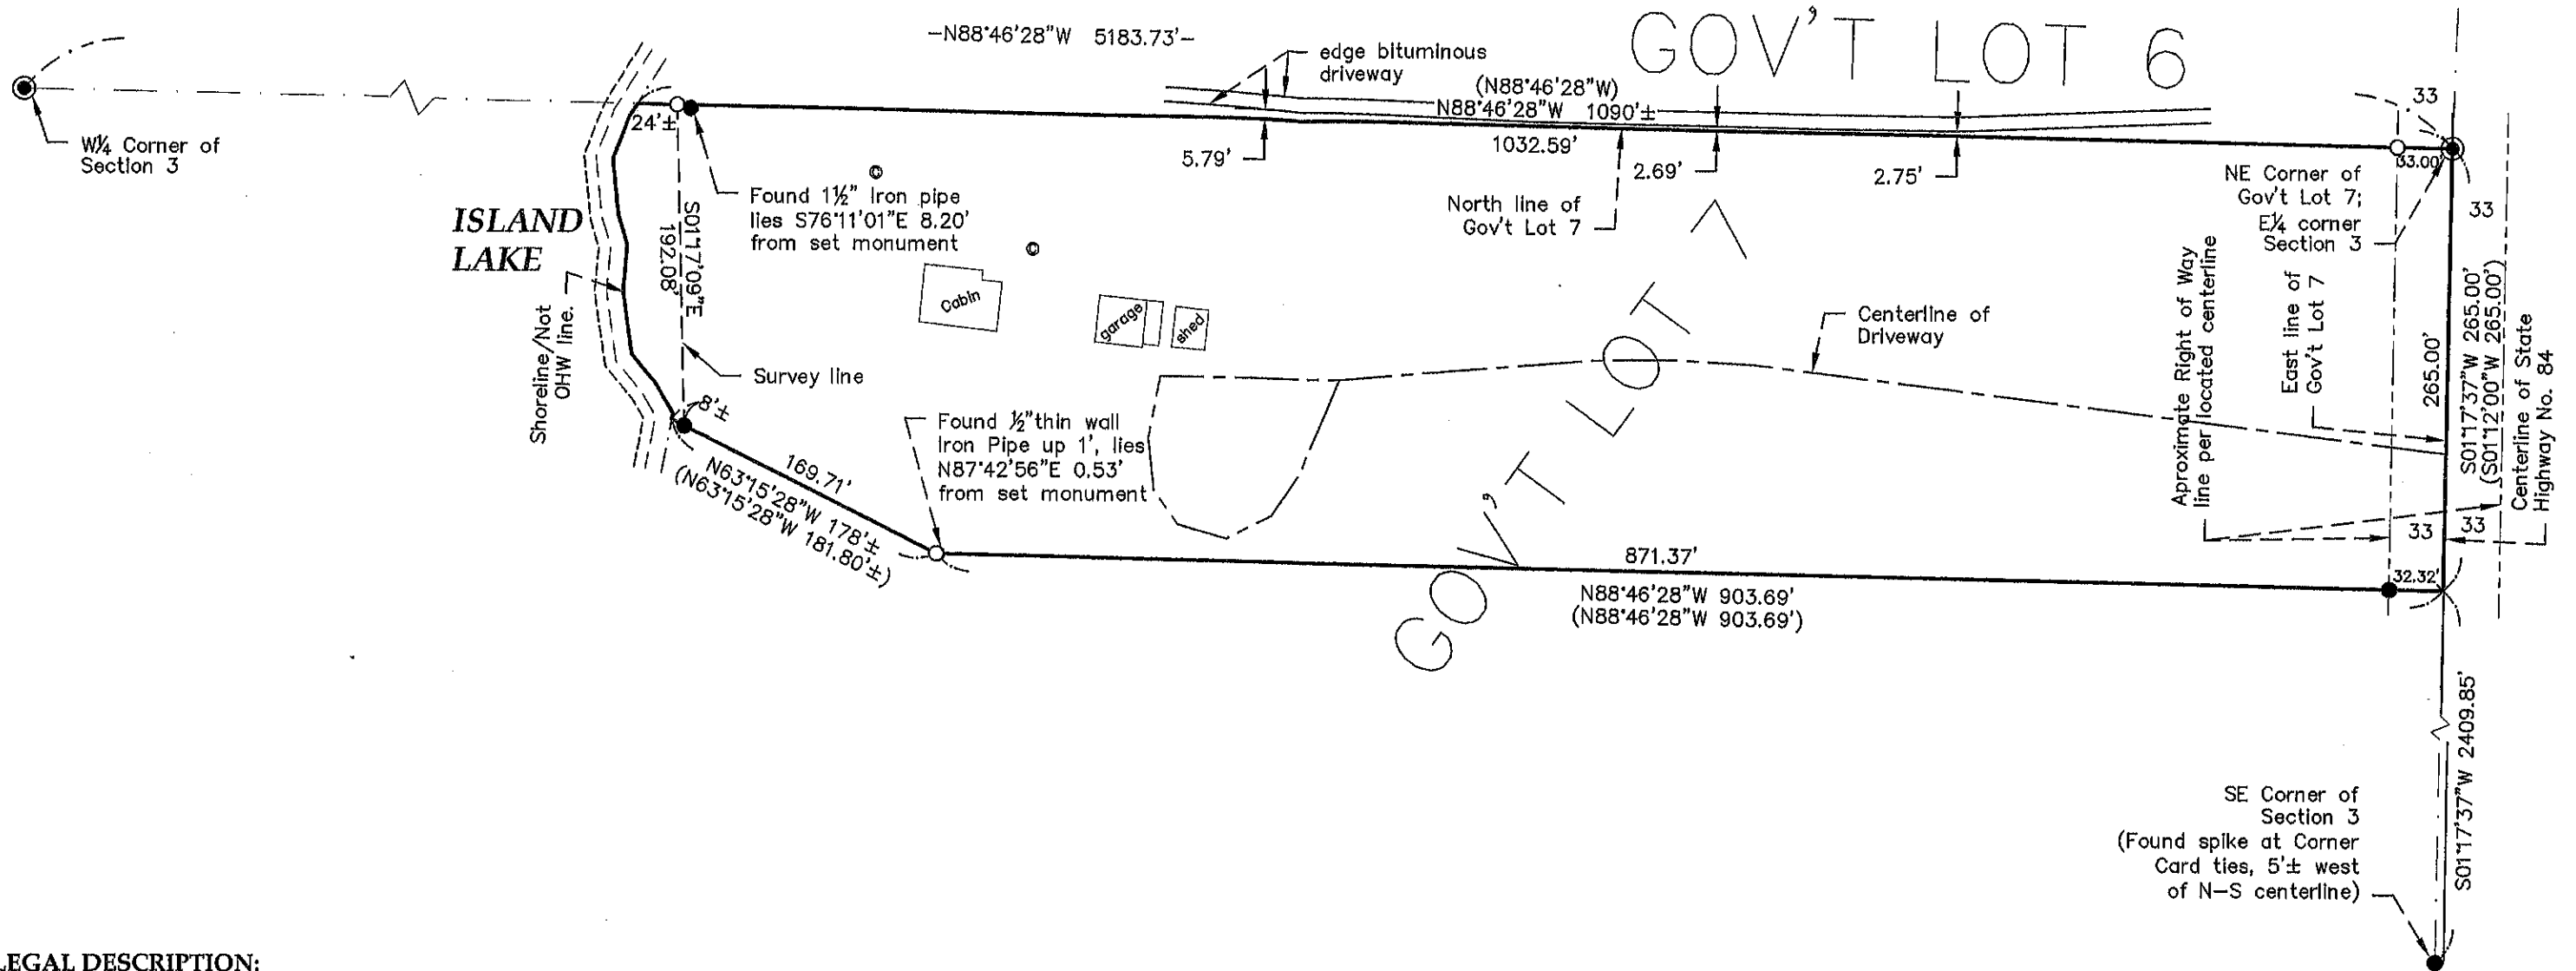 GOV'T LOT 6
-N88°46'28"W 5183.73'-
edge bituminous
driveway
(N88°46'28"W)
N88°46'28"W 1090'±
1032.59'
33
W¼ Corner of
Section 3
24'±
5.79'
2.69'
2.75'
33.00'
North line of
Gov't Lot 7
NE Corner of
Gov't Lot 7;
E¼ corner
Section 3
33
Found 1½" Iron pipe
lies S76°11'01"E 8.20'
from set monument
ISLAND
LAKE
S01°17'09"E
192.08'
Shoreline/Not
OHW line.
Survey line
Cabin
garage
shed
Centerline of
Driveway
Aproximate Right of Way
line per located centerline
East line of
Gov't Lot 7
265.00'
S01°17'37"W 265.00'
(S01°12'00"W 265.00')
Centerline of State
Highway No. 84
8'±
Found ½"thin wall
Iron Pipe up 1', lies
N87°42'56"E 0.53'
from set monument
169.71'
N63°15'28"W 178'±
(N63°15'28"W 181.80'±)
GOV'T LOT 7
33
33
871.37'
32.32'
N88°46'28"W 903.69'
(N88°46'28"W 903.69')
S01°17'37"W 2409.85'
SE Corner of
Section 3
(Found spike at Corner
Card ties, 5'± west
of N-S centerline)
LEGAL DESCRIPTION: